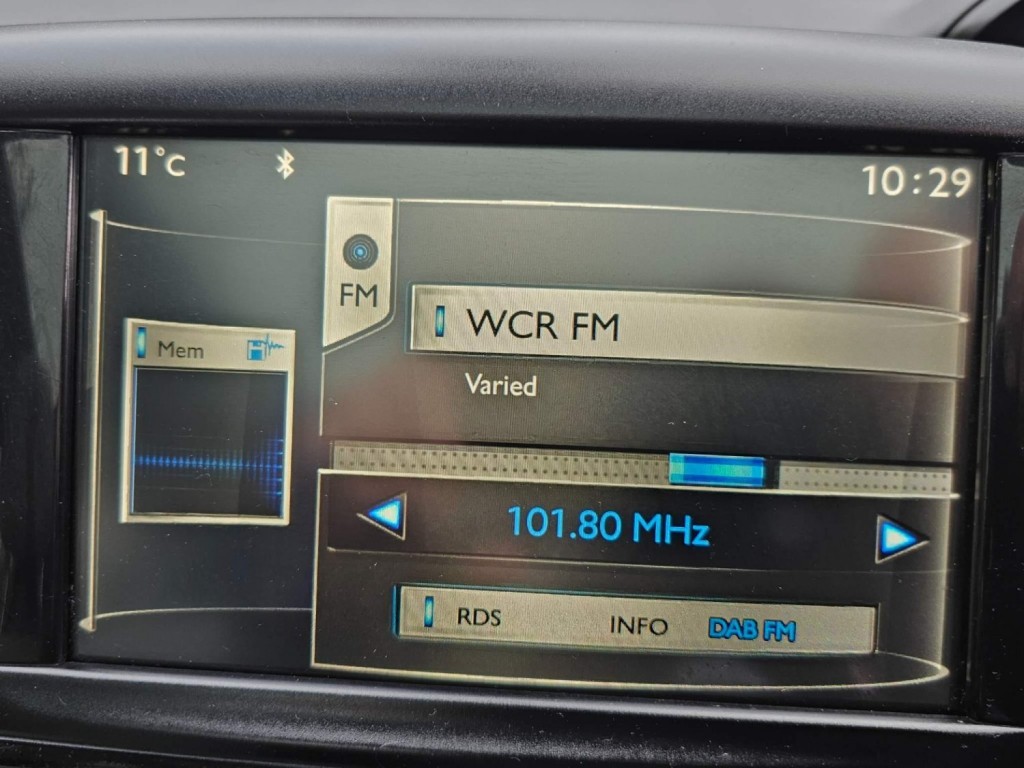 11°C 10:29
FM
WCR FM
Mem
Varied
101.80 MHz
RDS INFO DAB FM